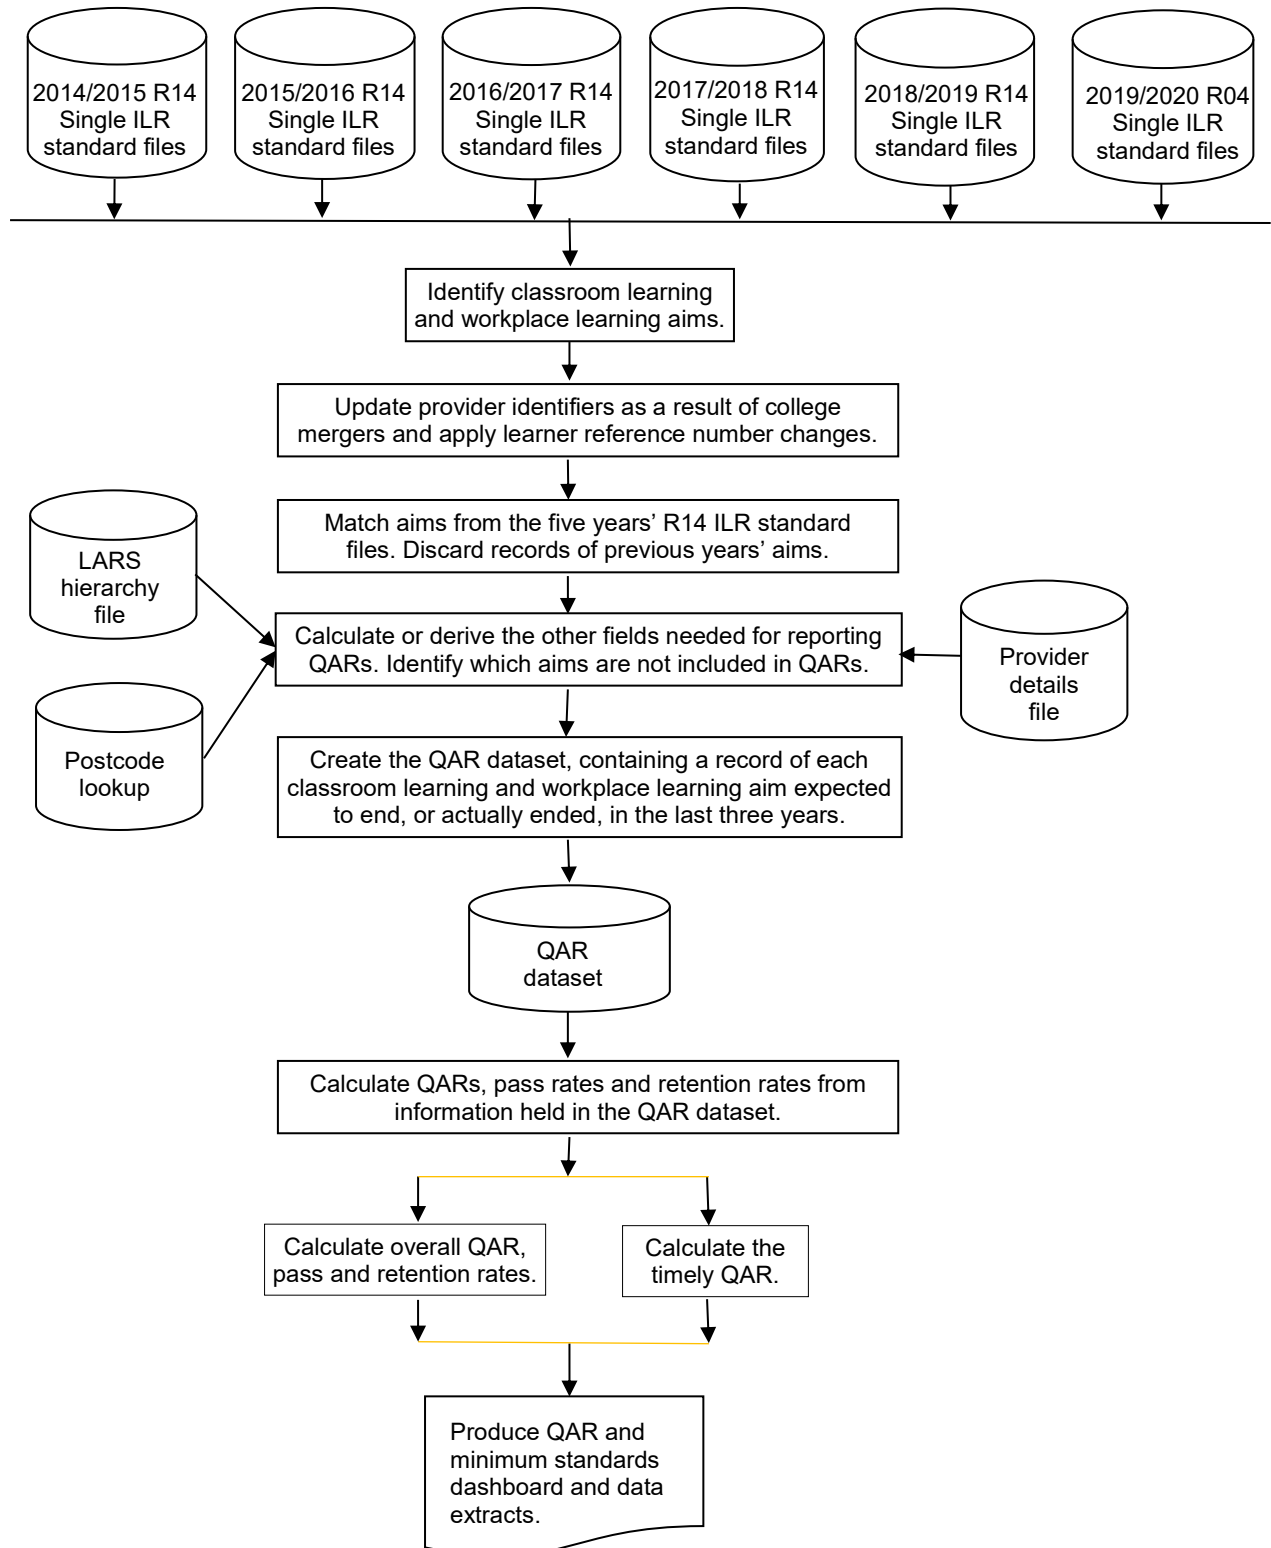 2014/2015 R14
Single ILR
standard files
2015/2016 R14
Single ILR
standard files
2016/2017 R14
Single ILR
standard files
2017/2018 R14
Single ILR
standard files
2018/2019 R14
Single ILR
standard files
2019/2020 R04
Single ILR
standard files
Identify classroom learning
and workplace learning aims.
Update provider identifiers as a result of college
mergers and apply learner reference number changes.
Match aims from the five years’ R14 ILR standard
files. Discard records of previous years’ aims.
LARS
hierarchy
file
Calculate or derive the other fields needed for reporting
QARs. Identify which aims are not included in QARs.
Provider
details
file
Postcode
lookup
Create the QAR dataset, containing a record of each
classroom learning and workplace learning aim expected
to end, or actually ended, in the last three years.
QAR
dataset
Calculate QARs, pass rates and retention rates from
information held in the QAR dataset.
Calculate overall QAR,
pass and retention rates.
Calculate the
timely QAR.
Produce QAR and
minimum standards
dashboard and data
extracts.